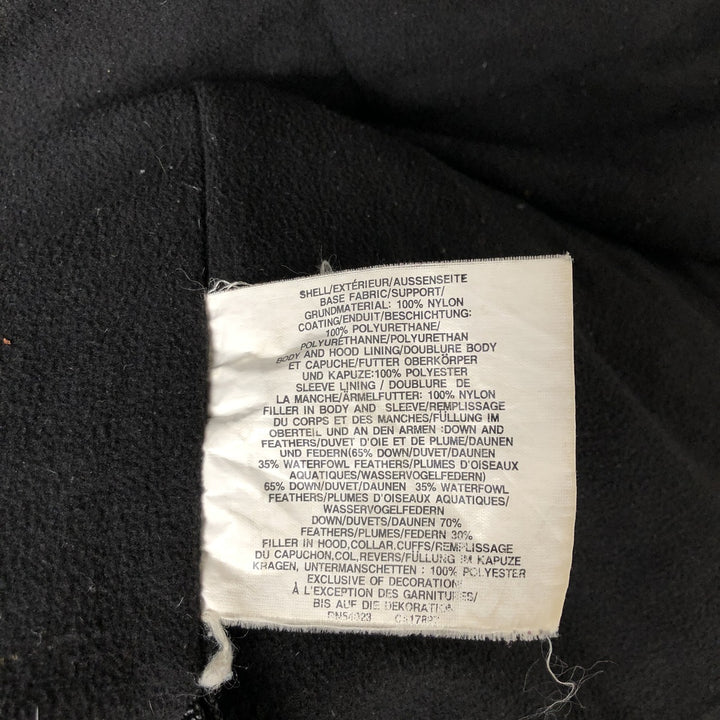 SHELL/EXTÉRIEUR/AUSSENSEITE
BASE FABRIC/SUPPORT/
GRUNDMATERIAL: 100% NYLON
COATING/ENDUIT/BESCHICHTUNG:
100% POLYURETHANE/
POLYURÉTHANNE/POLYURETHAN
BODY AND HOOD LINING/DOUBLURE BODY
ET CAPUCHE/FUTTER OBERKÖRPER
UND KAPUZE:100% POLYESTER
SLEEVE LINING / DOUBLURE DE
LA MANCHE/ÄRMELFUTTER: 100% NYLON
FILLER IN BODY AND SLEEVE/REMPLISSAGE
DU CORPS ET DES MANCHES/FÜLLUNG IM
OBERTEIL UND AN DEN ARMEN :DOWN AND
FEATHERS/DUVET D'OIE ET DE PLUME/DAUNEN
UND FEDERN(65% DOWN/DUVET/DAUNEN
35% WATERFOWL FEATHERS/PLUMES D'OISEAUX
AQUATIQUES/WASSERVOGELFEDERN)
65% DOWN/DUVET/DAUNEN 35% WATERFOWL
FEATHERS/PLUMES D'OISEAUX AQUATIQUES/
WASSERVOGELFEDERN
DOWN/DUVETS/DAUNEN 70%
FEATHERS/PLUMES/FEDERN 30%
FILLER IN HOOD,COLLAR,CUFFS/REMPLISSAGE
DU CAPUCHON,COL,REVERS/FÜLLUNG IM KAPUZE
KRAGEN, UNTERMANSCHETTEN : 100% POLYESTER
EXCLUSIVE OF DECORATION/
À L'EXCEPTION DES GARNITURES/
BIS AUF DIE DEKORATION